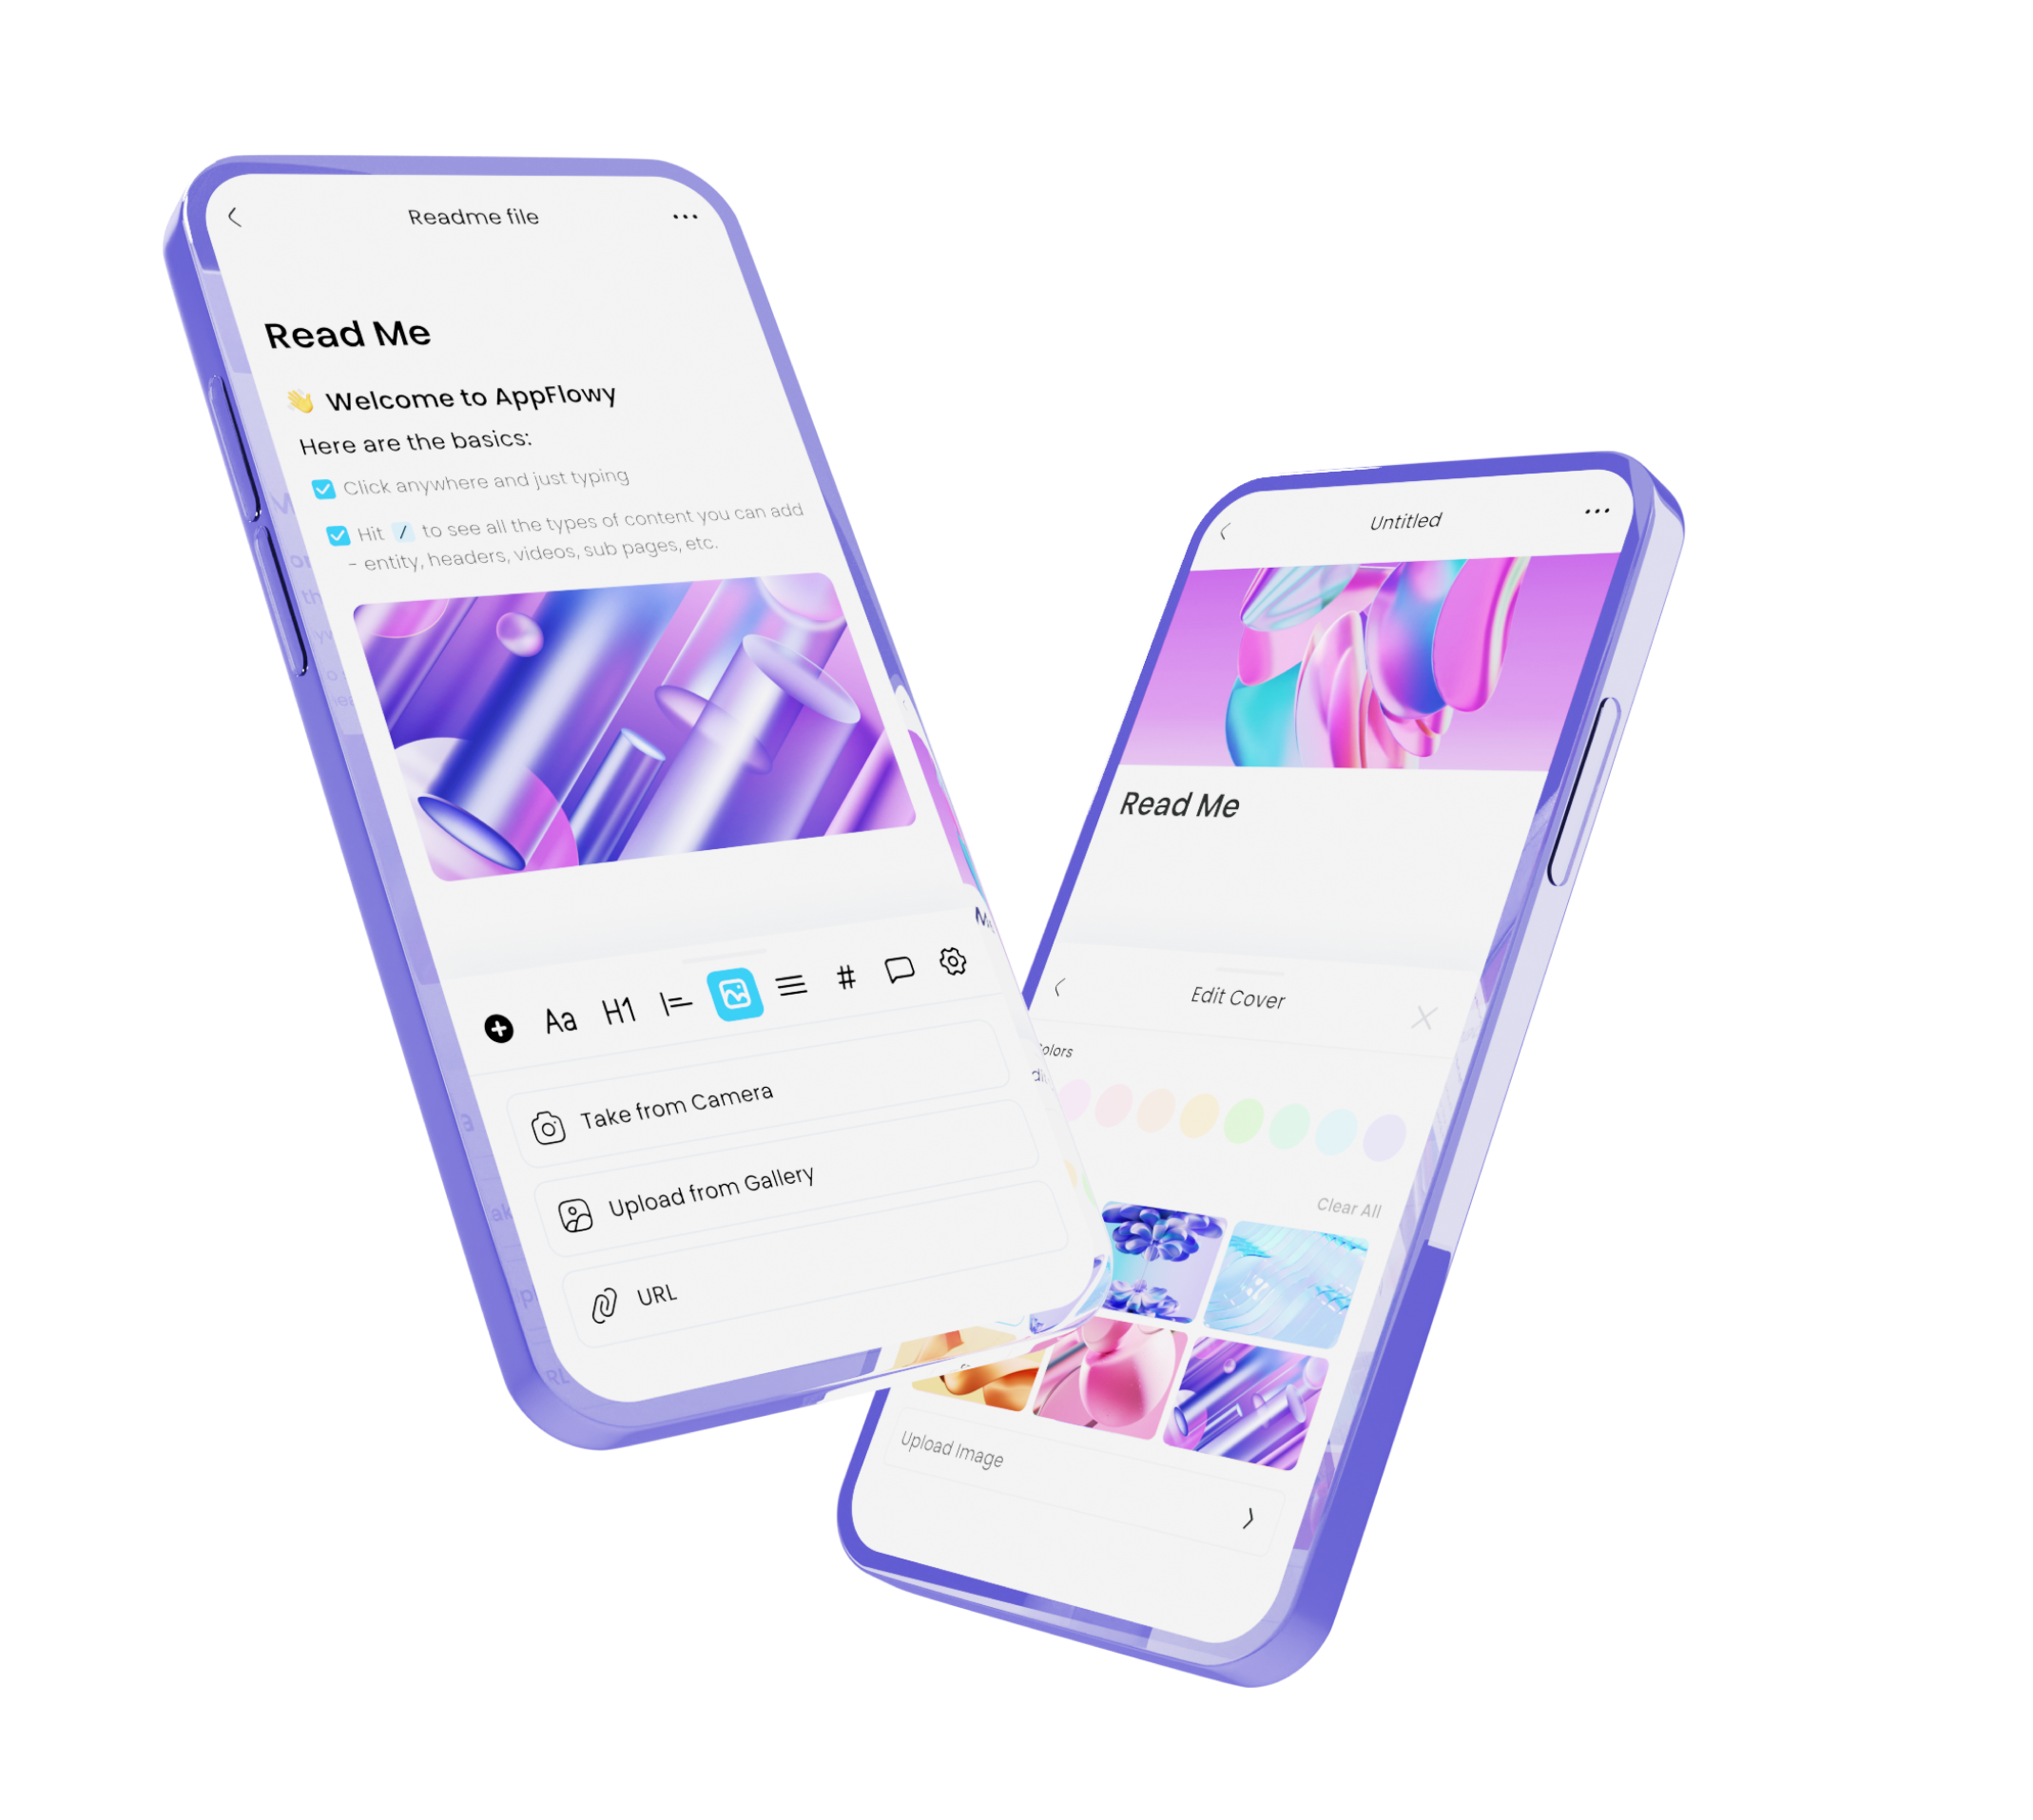 Readme file
Read Me
👋 Welcome to AppFlowy
Here are the basics:
Click anywhere and just typing
Hit / to see all the types of content you can add
- entity, headers, videos, sub pages, etc.
Aa H1 #
Take from Camera
Upload from Gallery
URL
Untitled
Read Me
Edit Cover
olors
Clear All
Upload Image